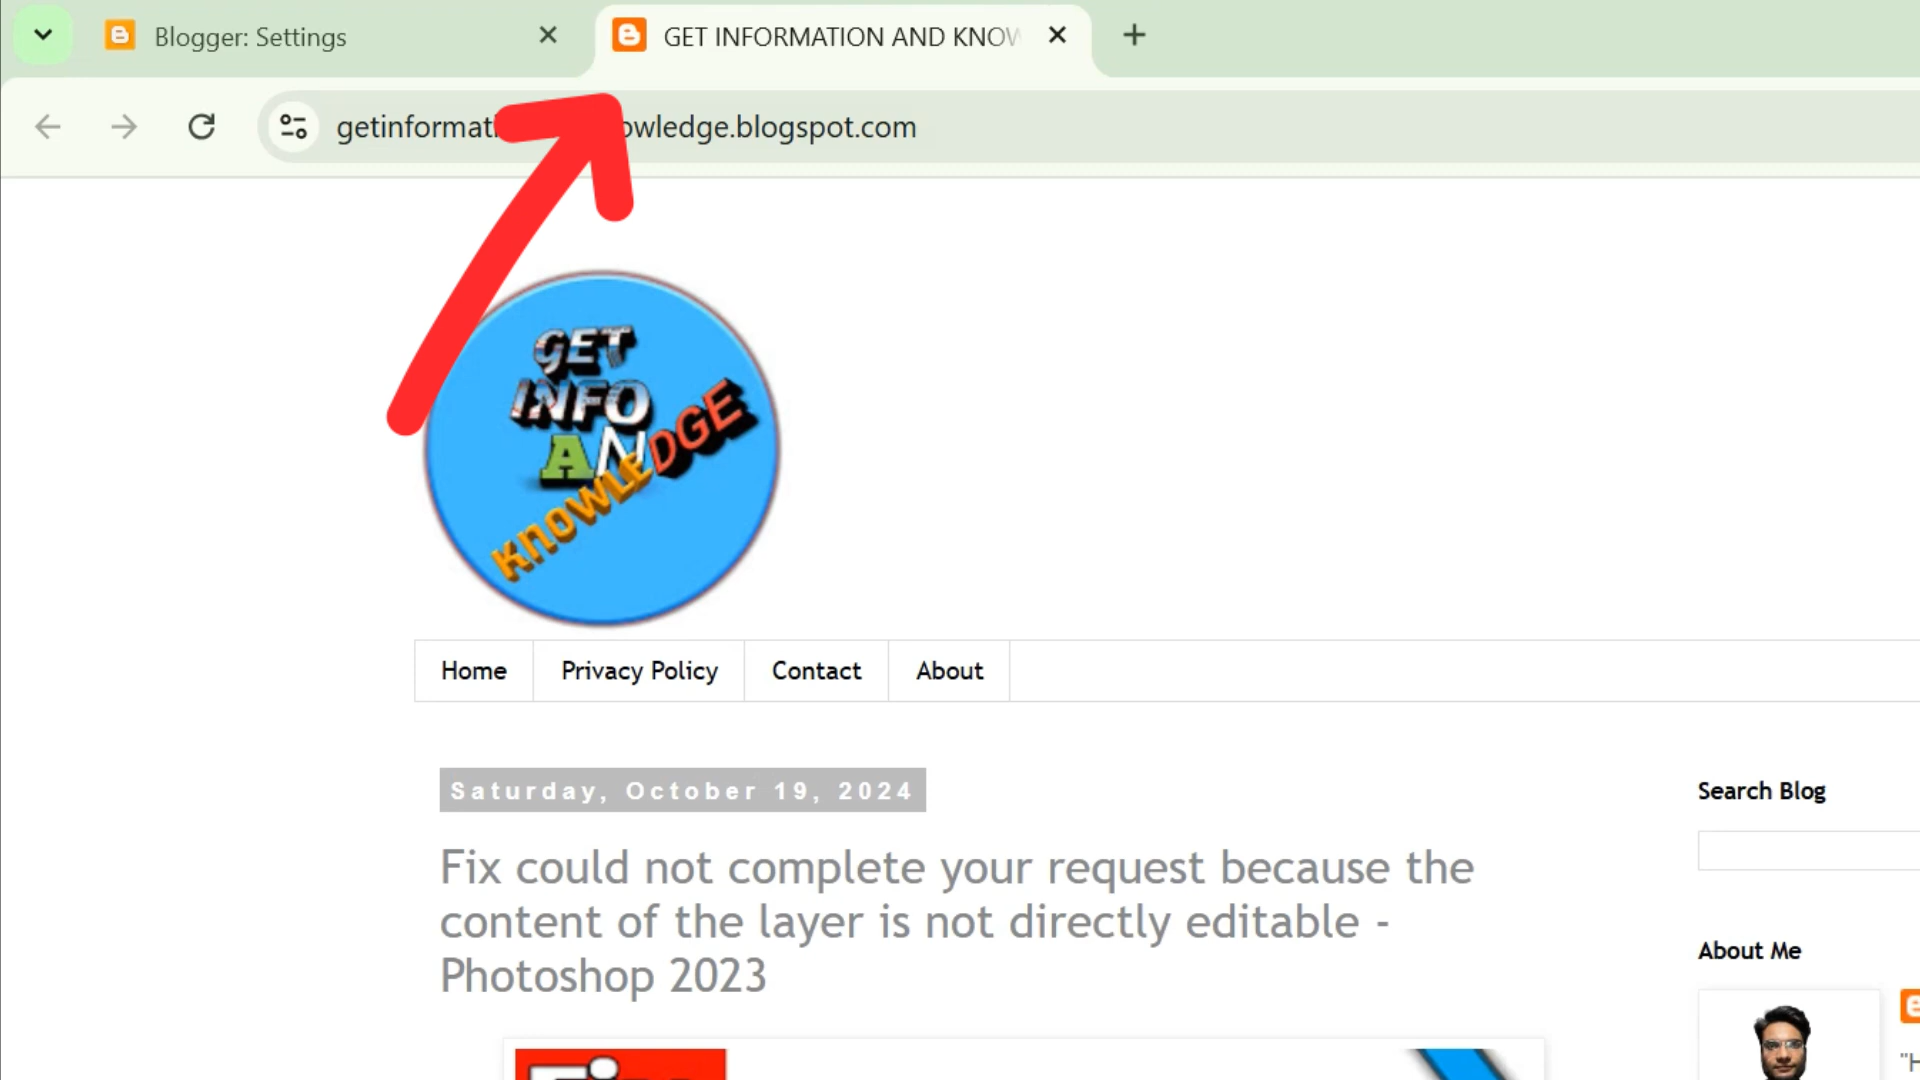 Blogger: Settings
GET INFORMATION AND KNOW
getinformati owledge.blogspot.com
GET
INFO
AN
KNOWLEDGE
Home Privacy Policy Contact About
Saturday, October 19, 2024
Search Blog
Fix could not complete your request because the
content of the layer is not directly editable -
Photoshop 2023
About Me
"H